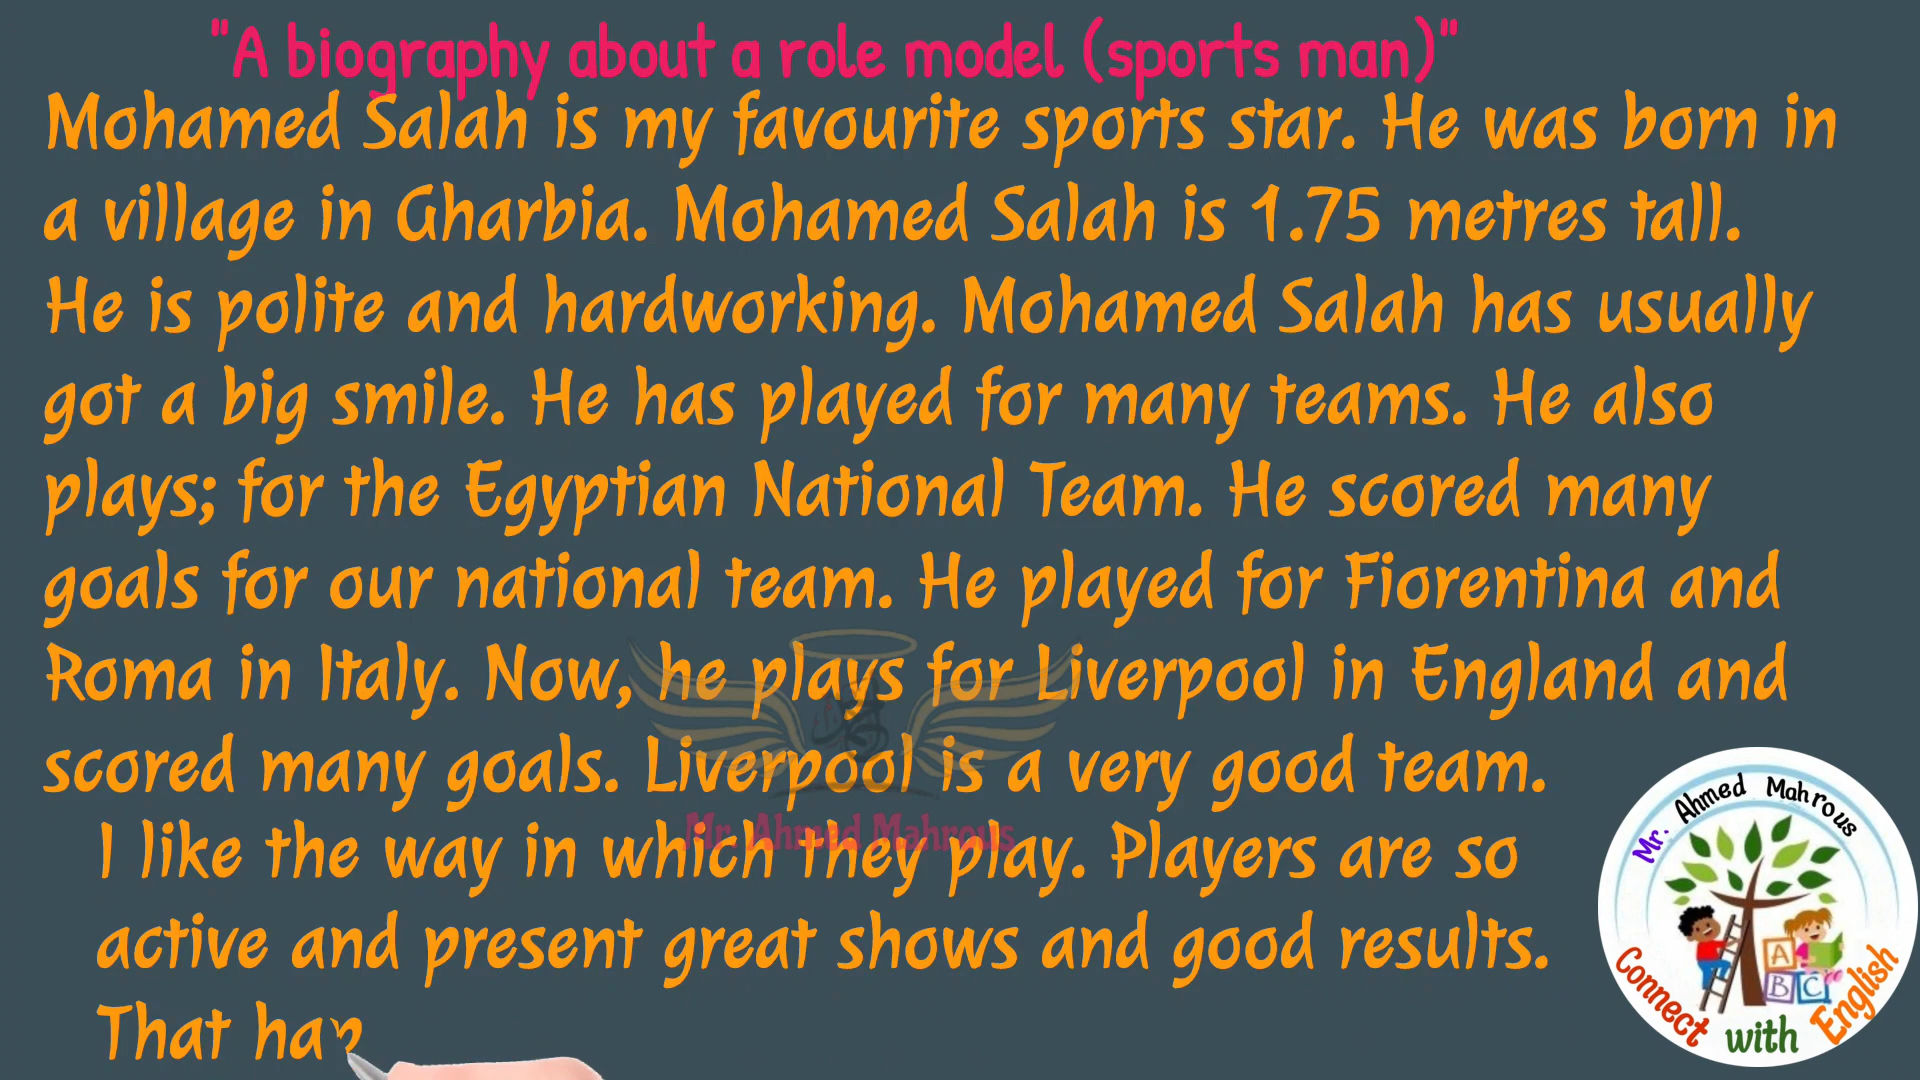 "A biography about a role model (sports man)"
Mohamed Salah is my favourite sports star. He was born in
a village in Gharbia. Mohamed Salah is 1.75 metres tall.
He is polite and hardworking. Mohamed Salah has usually
got a big smile. He has played for many teams. He also
plays; for the Egyptian National Team. He scored many
goals for our national team. He played for Fiorentina and
Roma in Italy. Now, he plays for Liverpool in England and
scored many goals. Liverpool is a very good team.
I like the way in which they play. Players are so
active and present great shows and good results.
That hap
Mr. Ahmed Mahrous
Mr. Ahmed Mahrous
A
B C
Connect with English